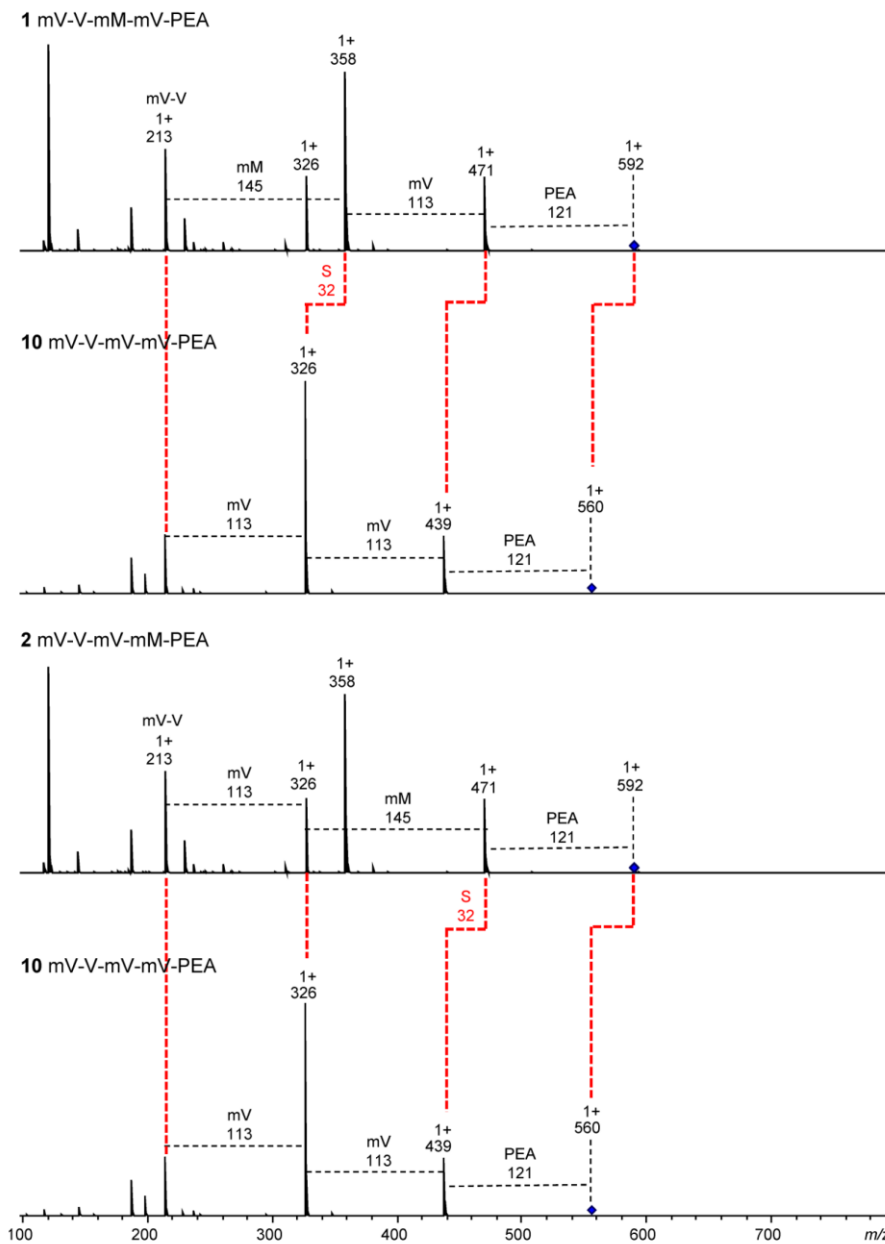 1 mV-V-mM-mV-PEA
1+
358
mV-V
1+
213
1+
326
1+
471
1+
592
mM
145
mV
113
PEA
121
S
32
10 mV-V-mV-mV-PEA
1+
326
1+
439
1+
560
mV
113
mV
113
PEA
121
2 mV-V-mV-mM-PEA
1+
358
mV-V
1+
213
1+
326
1+
471
1+
592
mV
113
mM
145
PEA
121
S
32
10 mV-V-mV-mV-PEA
1+
326
1+
439
1+
560
mV
113
mV
113
PEA
121
100 200 300 400 500 600 700 m/z